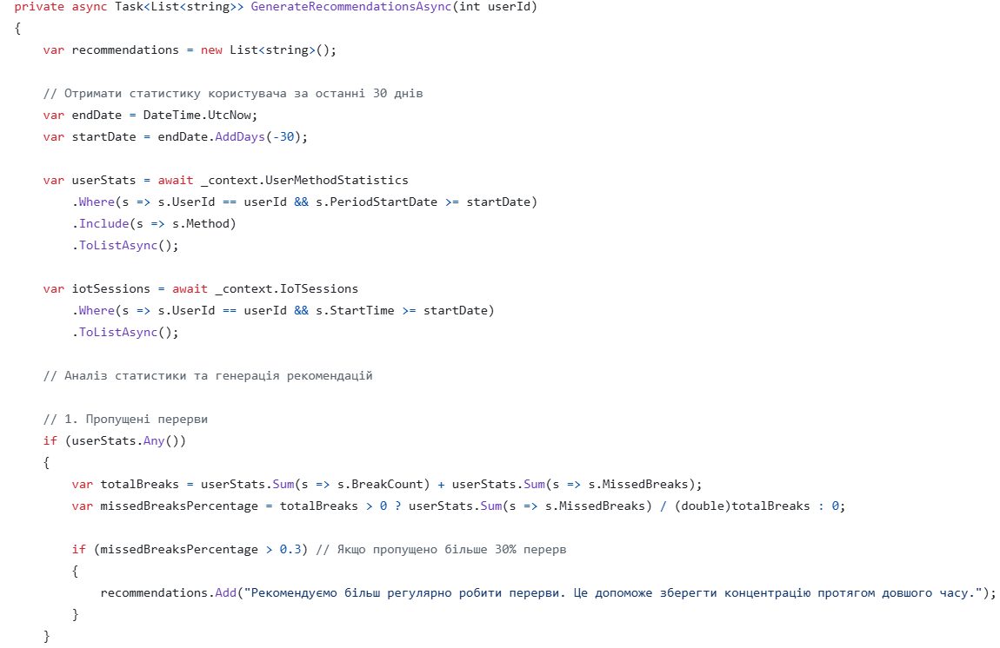 private async Task<List<string>> GenerateRecommendationsAsync(int userId)
{
    var recommendations = new List<string>();

    // Отримати статистику користувача за останні 30 днів
    var endDate = DateTime.UtcNow;
    var startDate = endDate.AddDays(-30);

    var userStats = await _context.UserMethodStatistics
        .Where(s => s.UserId == userId && s.PeriodStartDate >= startDate)
        .Include(s => s.Method)
        .ToListAsync();

    var iotSessions = await _context.IoTSessions
        .Where(s => s.UserId == userId && s.StartTime >= startDate)
        .ToListAsync();

    // Аналіз статистики та генерація рекомендацій

    // 1. Пропущені перерви
    if (userStats.Any())
    {
        var totalBreaks = userStats.Sum(s => s.BreakCount) + userStats.Sum(s => s.MissedBreaks);
        var missedBreaksPercentage = totalBreaks > 0 ? userStats.Sum(s => s.MissedBreaks) / (double)totalBreaks : 0;

        if (missedBreaksPercentage > 0.3) // Якщо пропущено більше 30% перерв
        {
            recommendations.Add("Рекомендуємо більш регулярно робити перерви. Це допоможе зберегти концентрацію протягом довшого часу.");
        }
    }